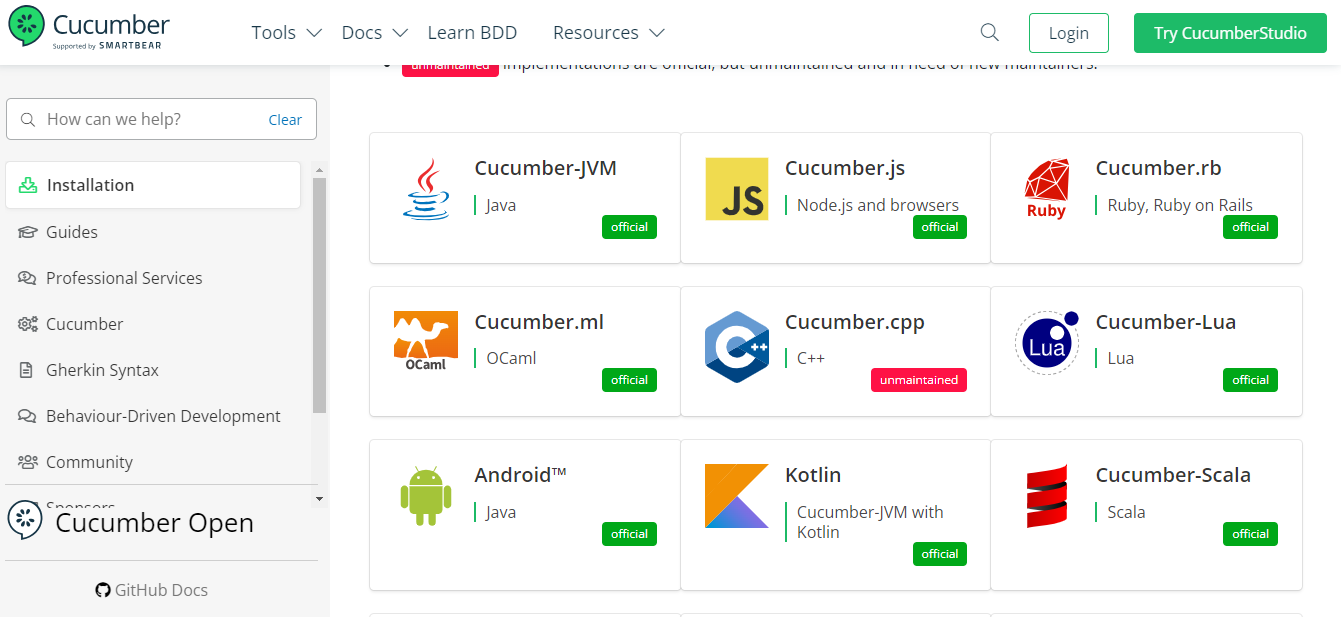 Cucumber
Supported by SMARTBEAR
Tools
Docs
Learn BDD
Resources
Login
Try CucumberStudio
unmaintained implementations are official, but unmaintained and in need of new maintainers.
How can we help?
Clear
Installation
Guides
Professional Services
Cucumber
Gherkin Syntax
Behaviour-Driven Development
Community
Sponsors
Cucumber Open
GitHub Docs
Cucumber-JVM
Java
official
JS
Cucumber.js
Node.js and browsers
official
Ruby
Cucumber.rb
Ruby, Ruby on Rails
official
OCaml
Cucumber.ml
OCaml
official
C++
Cucumber.cpp
C++
unmaintained
Lua
Cucumber-Lua
Lua
official
Android™
Java
official
Kotlin
Cucumber-JVM with
Kotlin
official
Cucumber-Scala
Scala
official